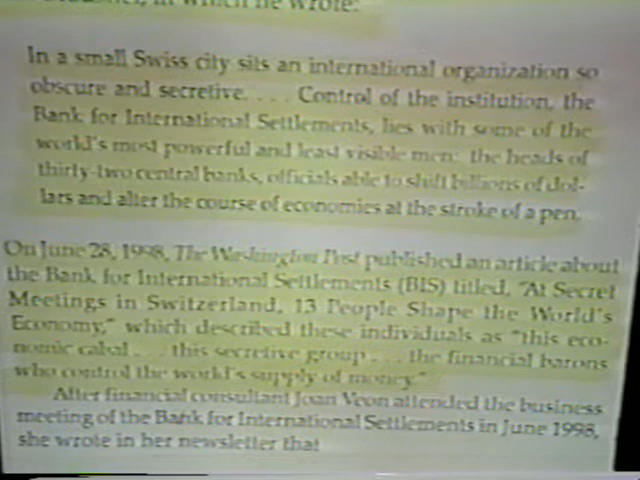 in which he wrote:
In a small Swiss city sits an international organization so
obscure and secretive. . . . Control of the institution, the
Bank for International Settlements, lies with some of the
world's most powerful and least visible men: the heads of
thirty-two central banks, officials able to shift billions of dol-
lars and alter the course of economies at the stroke of a pen.
On June 28, 1998, The Washington Post published an article about
the Bank for International Settlements (BIS) titled, "At Secret
Meetings in Switzerland, 13 People Shape the World's
Economy," which described these individuals as "this eco-
nomic cabal . . . this secretive group . . . the financial barons
who control the world's supply of money."
After financial consultant Joan Veon attended the business
meeting of the Bank for International Settlements in June 1998,
she wrote in her newsletter that